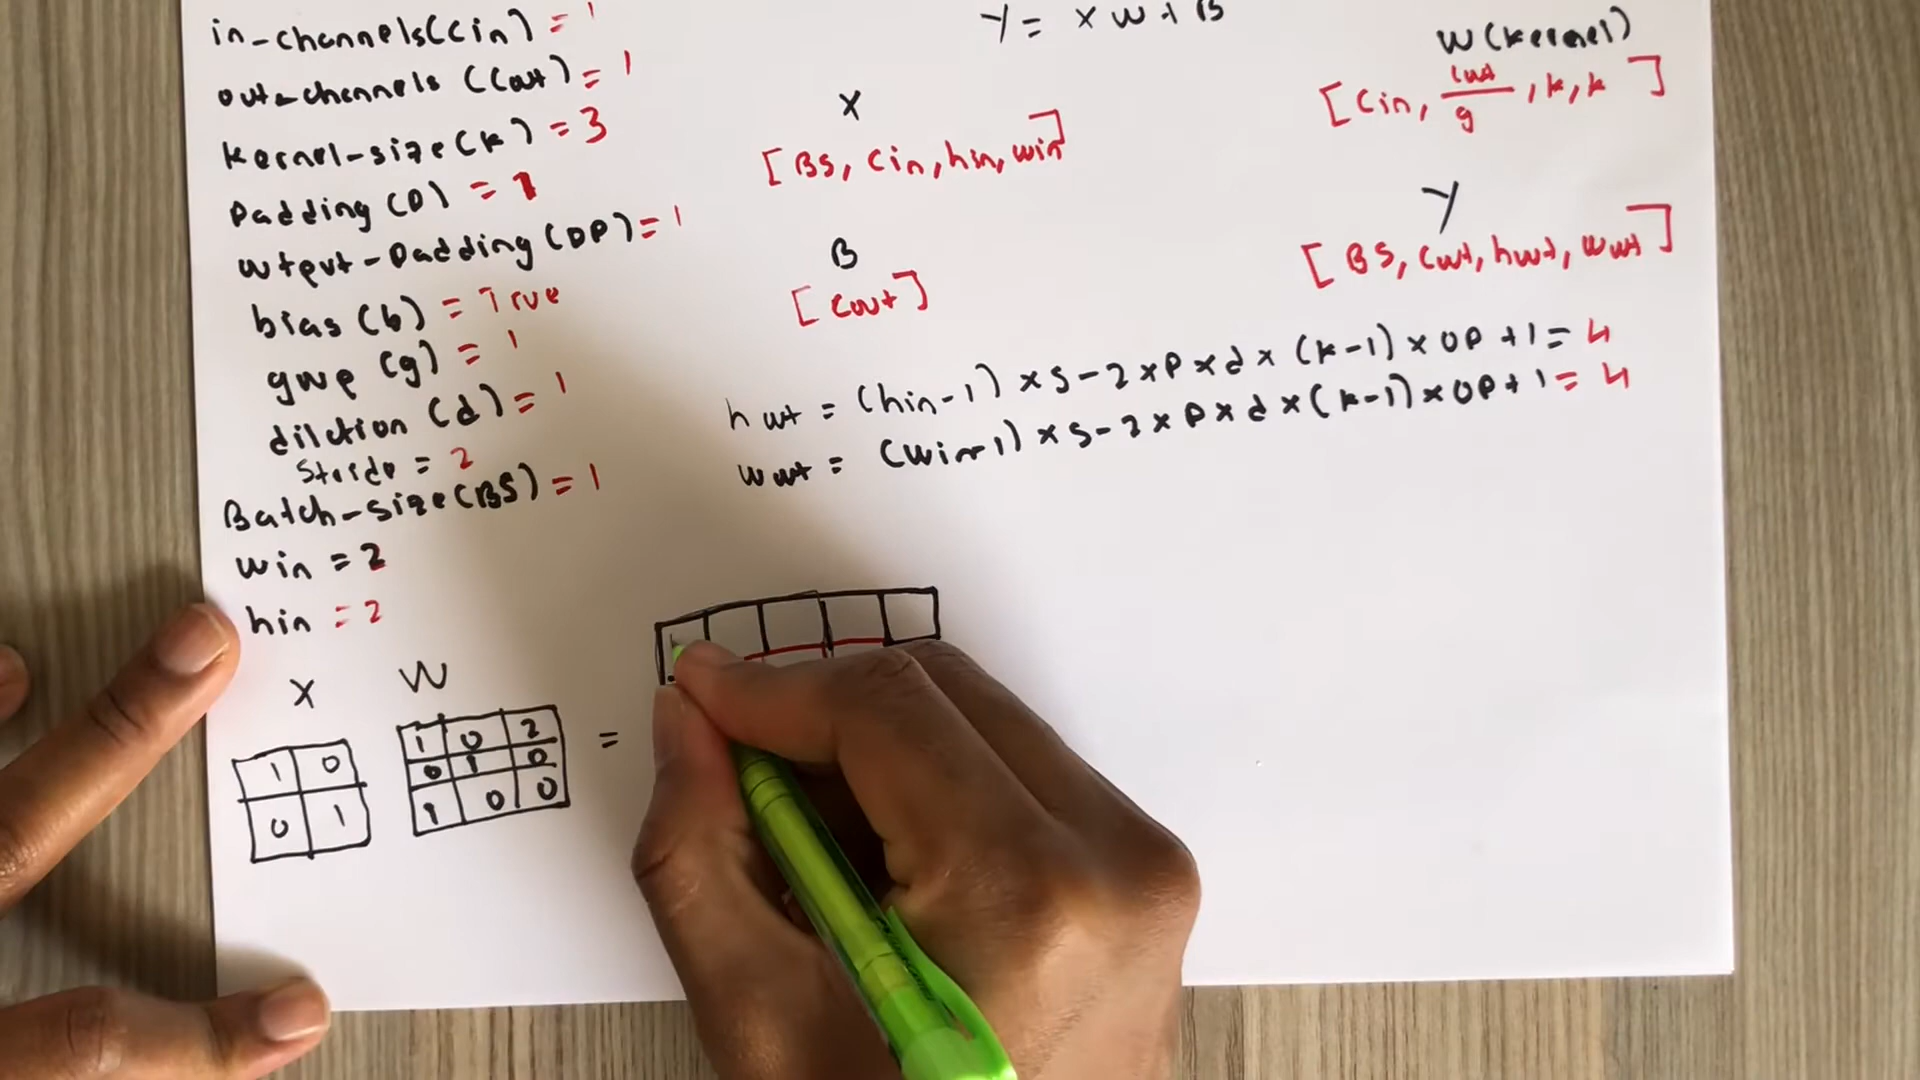 in-channels(Cin) = 1
out-channels (Cout) = 1
kernel-size(k) = 3
Padding (P) = 1
output-Padding (OP) = 1
bias (b) = True
group (g) = 1
dilction (d) = 1
Stride = 2
Batch-size(BS) = 1
win = 2
hin = 2
Y = XW + B
X
[BS, Cin, hin, win]
W (kernel)
[Cin, Cout/g, k, k]
B
[Cout]
Y
[BS, Cout, hout, wout]
hout = (hin-1) × S - 2 × P × d × (k-1) × OP + 1 = 4
wout = (win-1) × S - 2 × P × d × (k-1) × OP + 1 = 4
X W
1 0
0 1
1 0 2
0 1 0
1 0 0
=